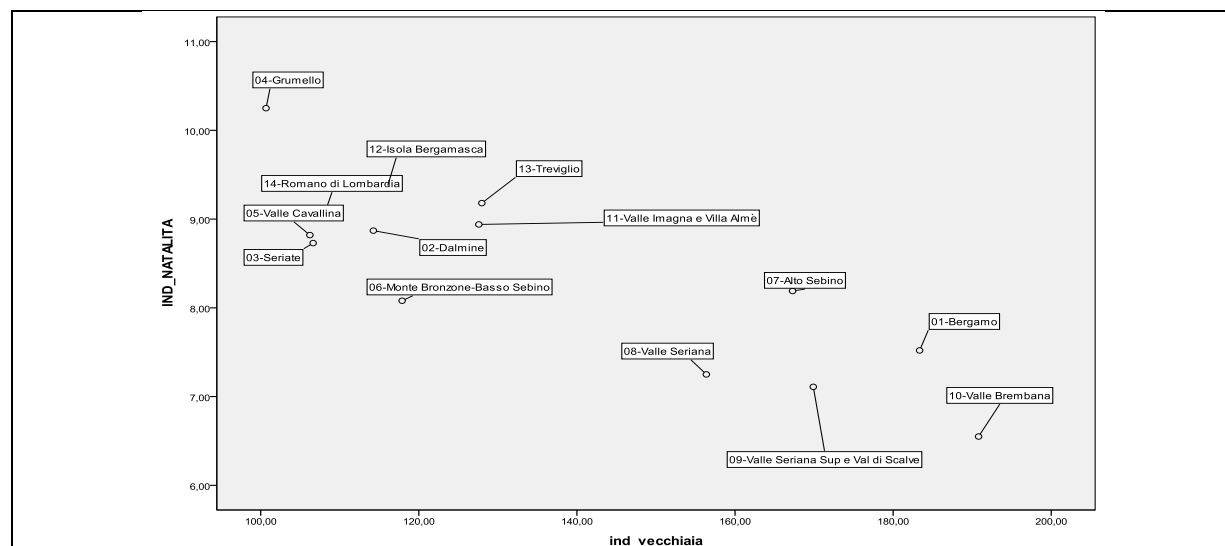 11,00
04-Grumello
10,00
12-Isola Bergamasca
13-Treviglio
14-Romano di Lombardia
05-Valle Cavallina
11-Valle Imagna e Villa Almè
9,00
02-Dalmine
03-Seriate
IND_NATALITA
07-Alto Sebino
06-Monte Bronzone-Basso Sebino
8,00
01-Bergamo
08-Valle Seriana
7,00
10-Valle Brembana
09-Valle Seriana Sup e Val di Scalve
6,00
100,00 120,00 140,00 160,00 180,00 200,00
ind_vecchiaia